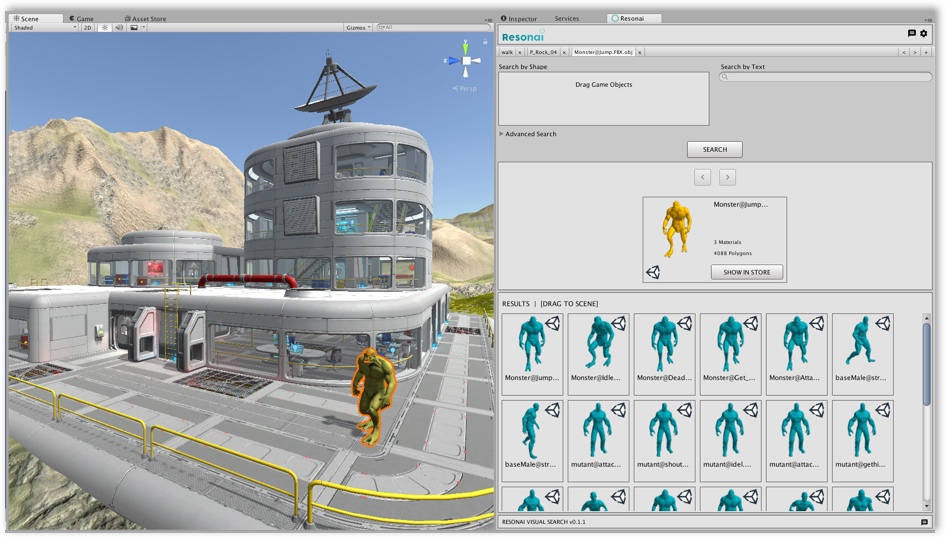 Scene
Game
Asset Store
Shaded
2D
Gizmos
All
y
z
Persp
Inspector
Services
Resonai
Resonai
walk x
P_Rock_04 x
Monster@Jump.FBX.obj x
< > +
Search by Shape
Search by Text
Drag Game Objects
Advanced Search
SEARCH
< >
Monster@Jump...
3 Materials
4088 Polygons
SHOW IN STORE
RESULTS | [DRAG TO SCENE]
Monster@Jump... Monster@Idle... Monster@Dead... Monster@Get_... Monster@Atta... baseMale@str...
baseMale@str... mutant@attac... mutant@shout... mutant@idel.... mutant@attac... mutant@gethi...
RESONAI VISUAL SEARCH v0.1.1